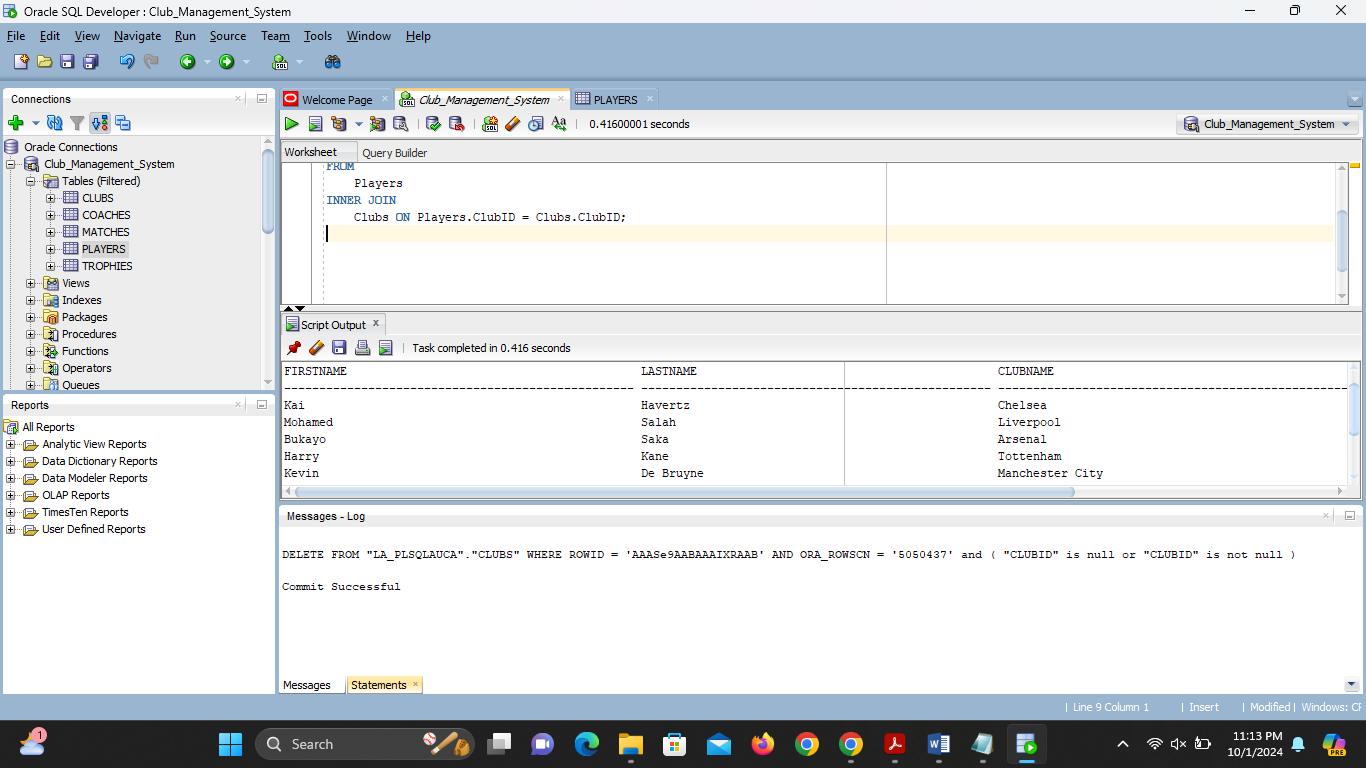 Oracle SQL Developer : Club_Management_System
File Edit View Navigate Run Source Team Tools Window Help
Connections
Oracle Connections
Club_Management_System
Tables (Filtered)
CLUBS
COACHES
MATCHES
PLAYERS
TROPHIES
Views
Indexes
Packages
Procedures
Functions
Operators
Queues
Reports
All Reports
Analytic View Reports
Data Dictionary Reports
Data Modeler Reports
OLAP Reports
TimesTen Reports
User Defined Reports
Welcome Page Club_Management_System PLAYERS
0.41600001 seconds Club_Management_System
Worksheet Query Builder
FROM
Players
INNER JOIN
Clubs ON Players.ClubID = Clubs.ClubID;
Script Output
Task completed in 0.416 seconds
FIRSTNAME LASTNAME CLUBNAME
Kai Havertz Chelsea
Mohamed Salah Liverpool
Bukayo Saka Arsenal
Harry Kane Tottenham
Kevin De Bruyne Manchester City
Messages - Log
DELETE FROM "LA_PLSQLAUCA"."CLUBS" WHERE ROWID = 'AAASe9AABAAAIXRAAB' AND ORA_ROWSCN = '5050437' and ( "CLUBID" is null or "CLUBID" is not null )
Commit Successful
Messages Statements
Line 9 Column 1 Insert Modified Windows: CF
1
Search
PRE
11:13 PM
10/1/2024